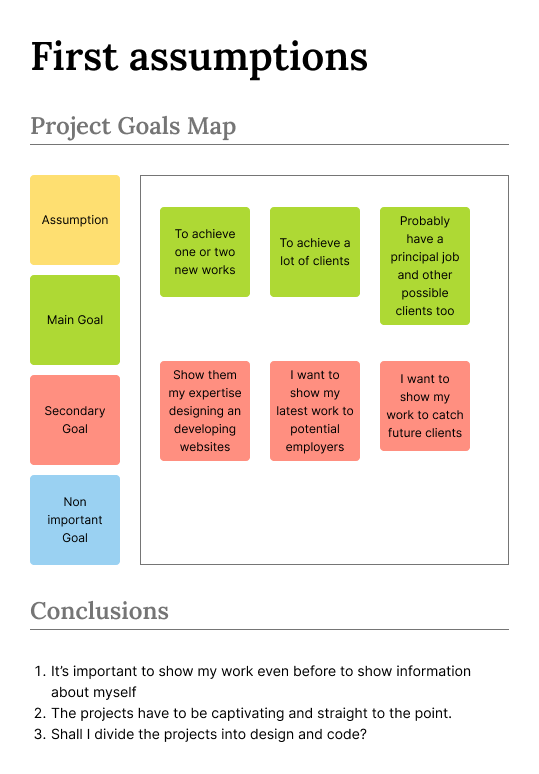 First assumptions
Project Goals Map
Assumption
Main Goal
Secondary
Goal
Non
important
Goal
To achieve
one or two
new works
To achieve a
lot of clients
Probably
have a
principal job
and other
possible
clients too
Show them
my expertise
designing an
developing
websites
I want to
show my
latest work to
potential
employers
I want to
show my
work to catch
future clients
Conclusions
1. It’s important to show my work even before to show information
about myself
2. The projects have to be captivating and straight to the point.
3. Shall I divide the projects into design and code?